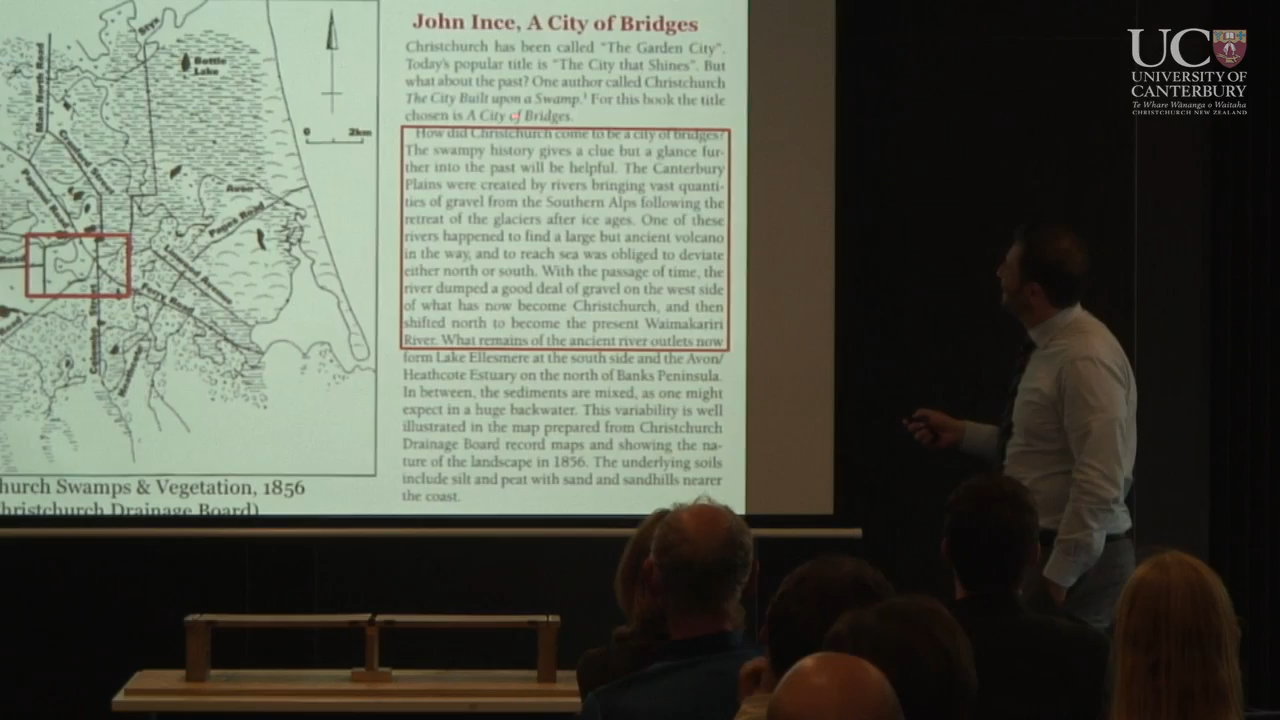 John Ince, A City of Bridges
Christchurch has been called "The Garden City".
Today's popular title is "The City that Shines". But
what about the past? One author called Christchurch
The City Built upon a Swamp.¹ For this book the title
chosen is A City of Bridges.
How did Christchurch come to be a city of bridges?
The swampy history gives a clue but a glance fur-
ther into the past will be helpful. The Canterbury
Plains were created by rivers bringing vast quanti-
ties of gravel from the Southern Alps following the
retreat of the glaciers after ice ages. One of these
rivers happened to find a large but ancient volcano
in the way, and to reach sea was obliged to deviate
either north or south. With the passage of time, the
river dumped a good deal of gravel on the west side
of what has now become Christchurch, and then
shifted north to become the present Waimakariri
River. What remains of the ancient river outlets now
form Lake Ellesmere at the south side and the Avon/
Heathcote Estuary on the north of Banks Peninsula.
In between, the sediments are mixed, as one might
expect in a huge backwater. This variability is well
illustrated in the map prepared from Christchurch
Drainage Board record maps and showing the na-
ture of the landscape in 1856. The underlying soils
include silt and peat with sand and sandhills nearer
the coast.
Styx
Bottle
Lake
Main North Road
0 2km
Avon
Pages Road
Road
Ferry Road
Street
hurch Swamps & Vegetation, 1856
hristchurch Drainage Board)
UC
UNIVERSITY OF
CANTERBURY
Te Whare Wānanga o Waitaha
CHRISTCHURCH NEW ZEALAND